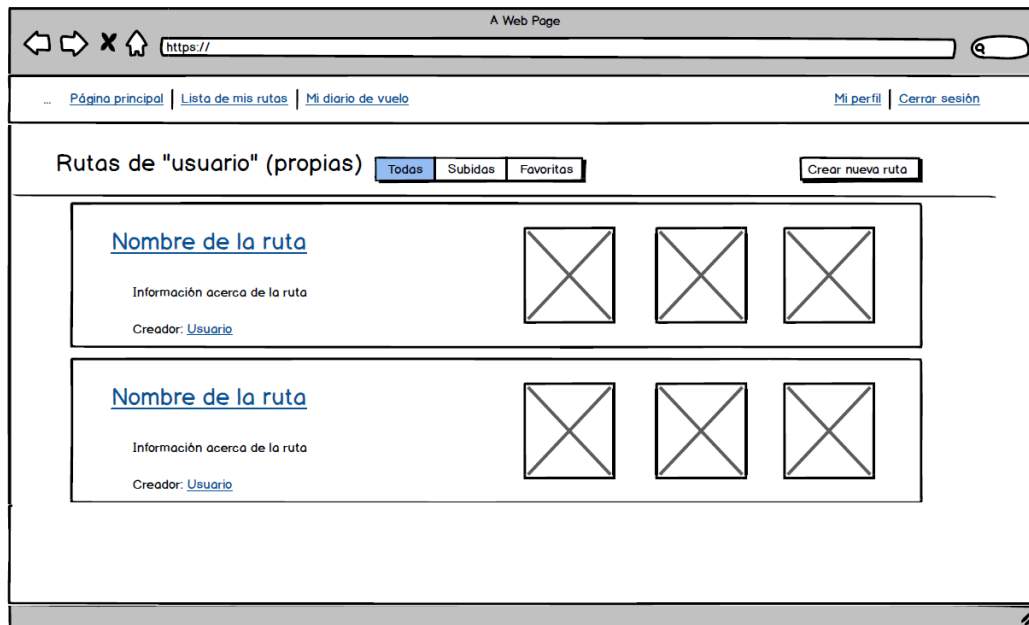 A Web Page
https://
... Página principal | Lista de mis rutas | Mi diario de vuelo Mi perfil | Cerrar sesión
Rutas de "usuario" (propias) Todas Subidas Favoritas Crear nueva ruta
Nombre de la ruta
Información acerca de la ruta
Creador: Usuario
Nombre de la ruta
Información acerca de la ruta
Creador: Usuario